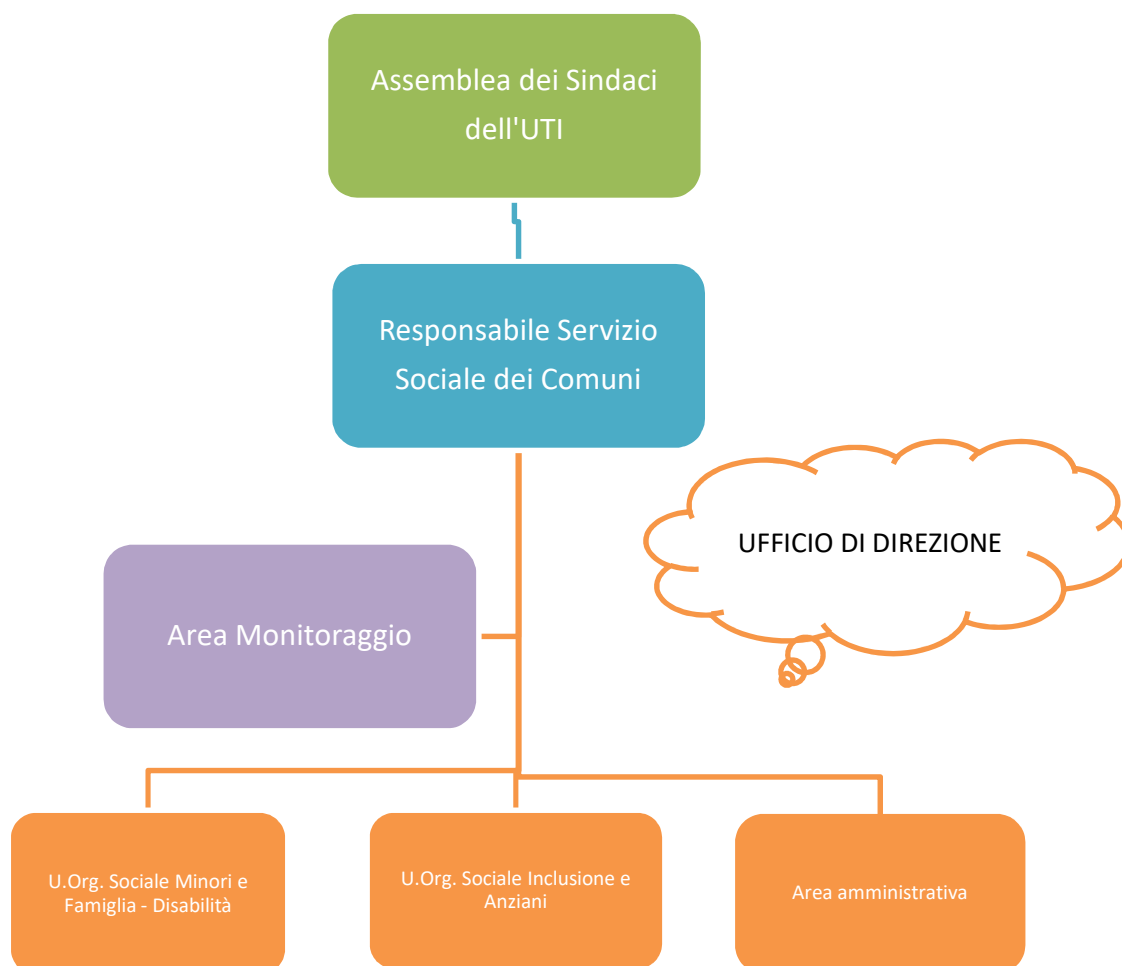 Assemblea dei Sindaci
dell'UTI
Responsabile Servizio
Sociale dei Comuni
UFFICIO DI DIREZIONE
Area Monitoraggio
U.Org. Sociale Minori e
Famiglia - Disabilità
U.Org. Sociale Inclusione e
Anziani
Area amministrativa